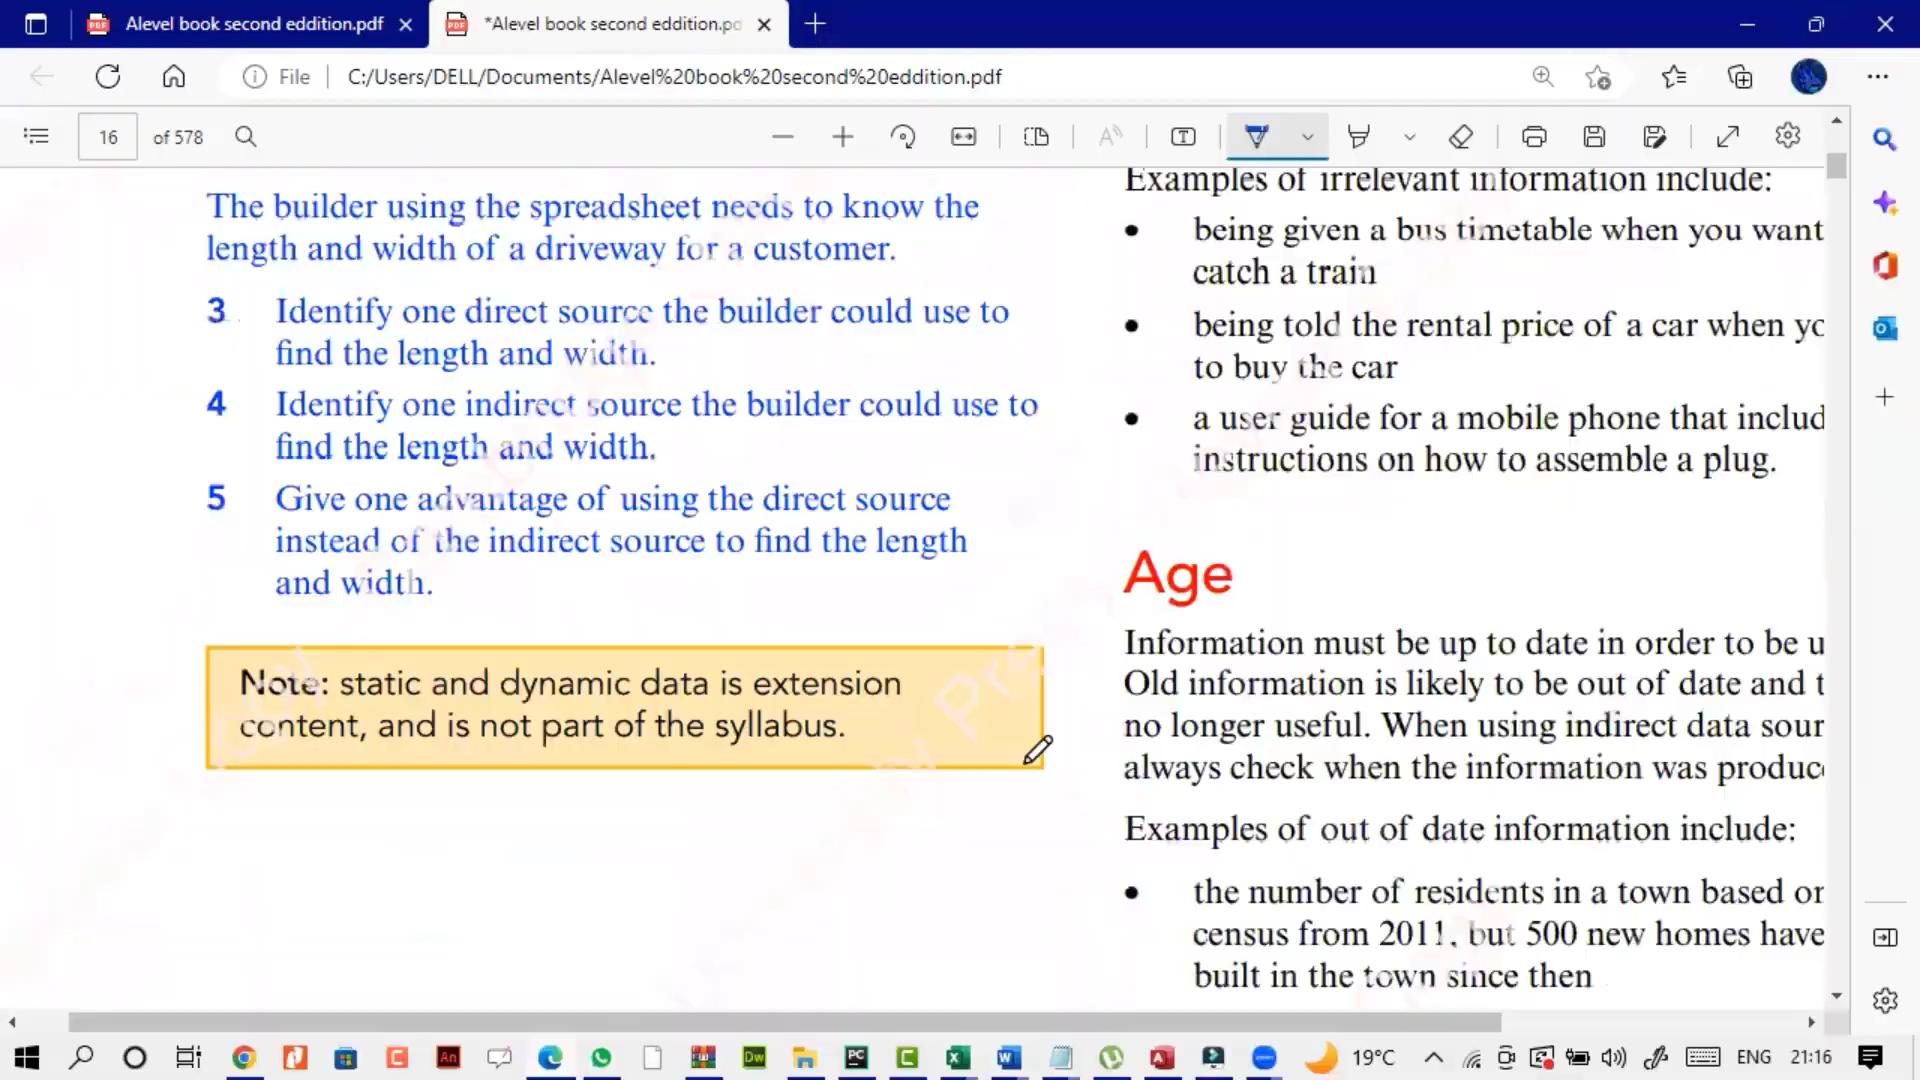 Alevel book second eddition.pdf
*Alevel book second eddition.pd
File
C:/Users/DELL/Documents/Alevel%20book%20second%20eddition.pdf
16 of 578
The builder using the spreadsheet needs to know the
length and width of a driveway for a customer.
3 Identify one direct source the builder could use to
find the length and width.
4 Identify one indirect source the builder could use to
find the length and width.
5 Give one advantage of using the direct source
instead of the indirect source to find the length
and width.
Note: static and dynamic data is extension
content, and is not part of the syllabus.
Examples of irrelevant information include:
• being given a bus timetable when you want
catch a train
• being told the rental price of a car when yo
to buy the car
• a user guide for a mobile phone that includ
instructions on how to assemble a plug.
Age
Information must be up to date in order to be u
Old information is likely to be out of date and t
no longer useful. When using indirect data sour
always check when the information was produc
Examples of out of date information include:
• the number of residents in a town based on
census from 2011, but 500 new homes have
built in the town since then
19°C
ENG
21:16